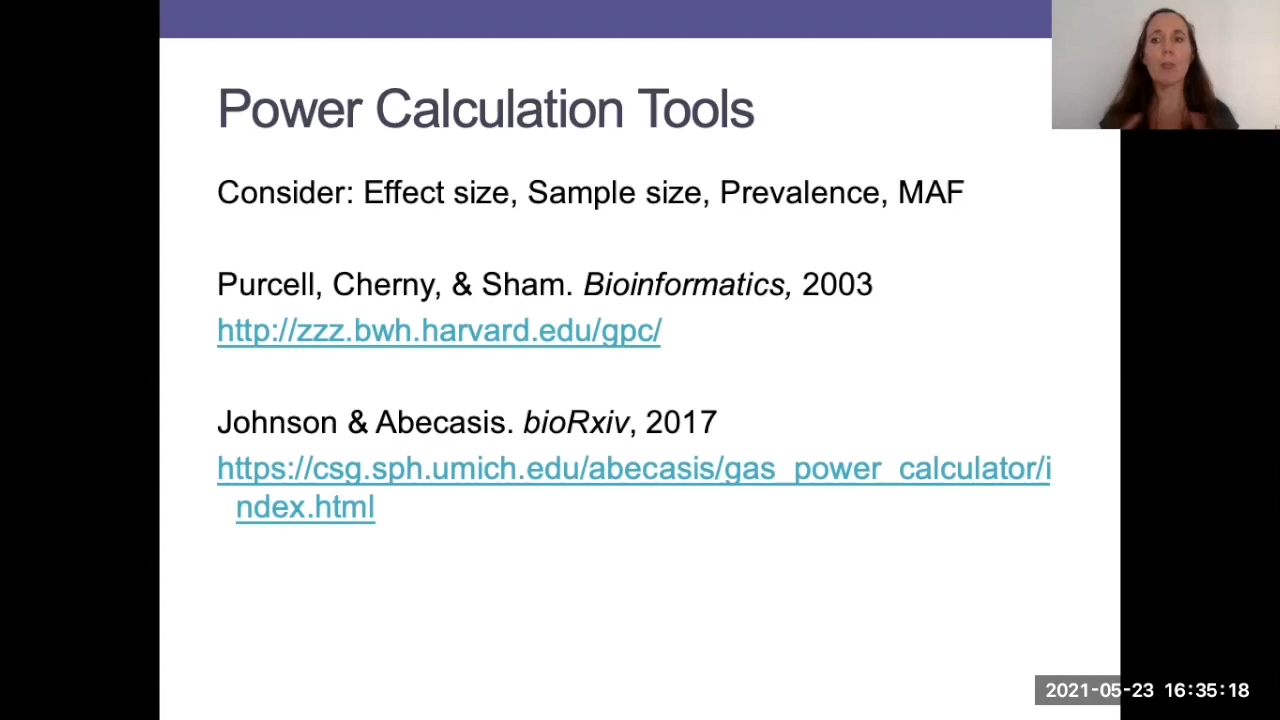 Power Calculation Tools
Consider: Effect size, Sample size, Prevalence, MAF
Purcell, Cherny, & Sham. Bioinformatics, 2003
http://zzz.bwh.harvard.edu/gpc/
Johnson & Abecasis. bioRxiv, 2017
https://csg.sph.umich.edu/abecasis/gas_power_calculator/i
ndex.html
2021-05-23 16:35:18